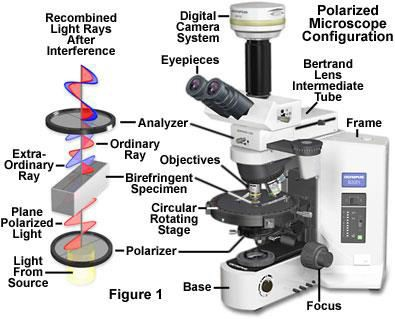 Recombined
Light Rays
After
Interference
Digital
Camera
System
Polarized
Microscope
Configuration
Eyepieces
Bertrand
Lens
Intermediate
Tube
Frame
Analyzer
Ordinary
Ray
Extra-
Ordinary
Ray
Objectives
Birefringent
Specimen
Plane
Polarized
Light
Circular
Rotating
Stage
Polarizer
Light
From
Source
Figure 1
Base
Focus
OLYMPUS